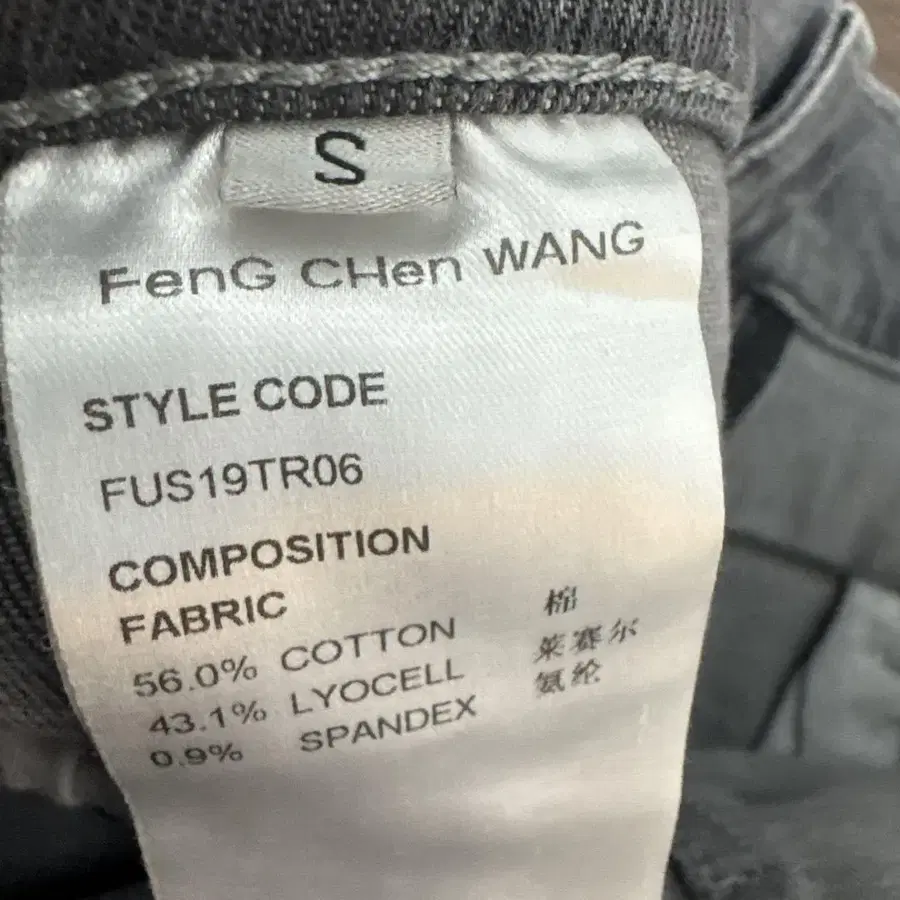 S
FenG CHen WANG
STYLE CODE
FUS19TR06
COMPOSITION
FABRIC
56.0% COTTON 棉
43.1% LYOCELL 莱赛尔
0.9% SPANDEX 氨纶